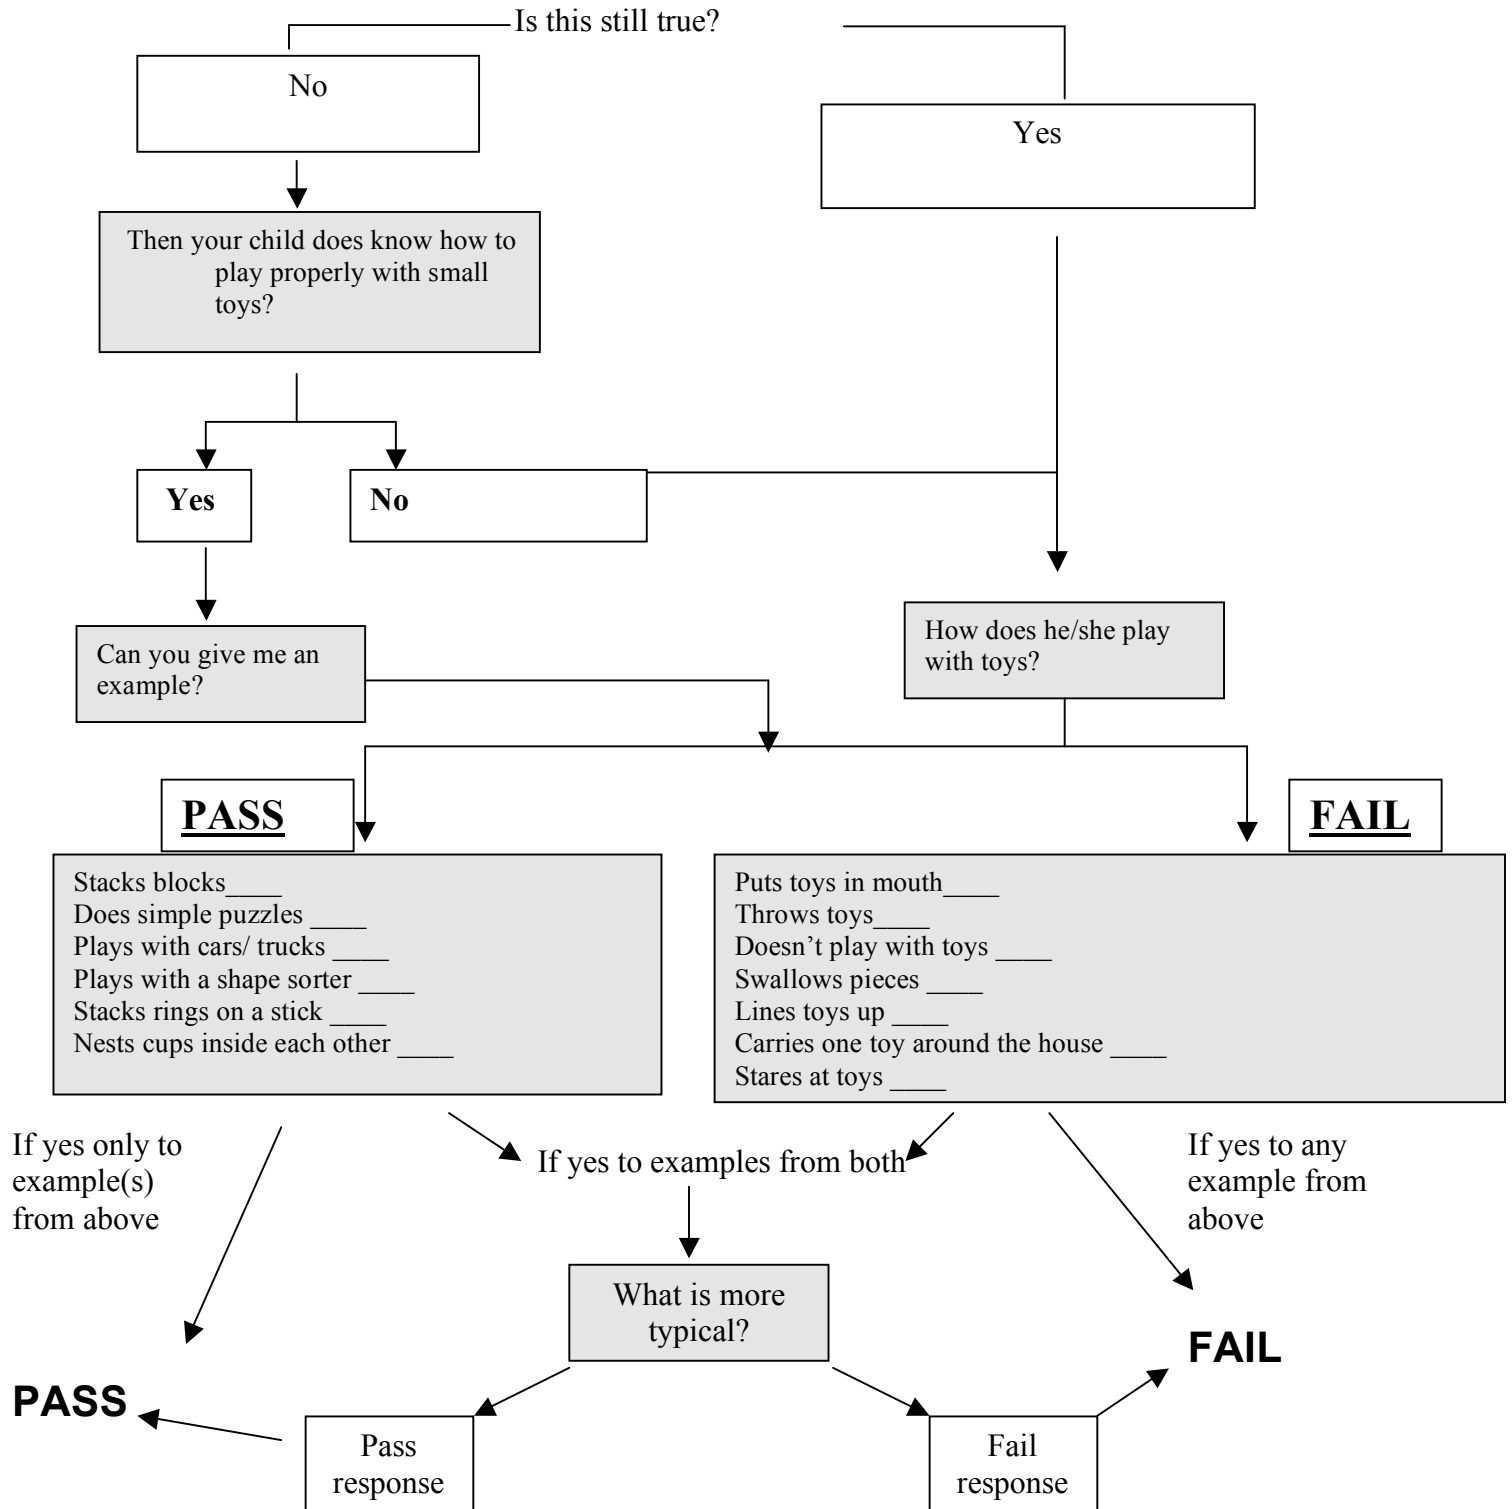 Is this still true?
No
Yes
Then your child does know how to
play properly with small
toys?
Yes
No
Can you give me an
example?
How does he/she play
with toys?
PASS
FAIL
Stacks blocks____
Does simple puzzles ____
Plays with cars/ trucks ____
Plays with a shape sorter ____
Stacks rings on a stick ____
Nests cups inside each other ____
Puts toys in mouth____
Throws toys____
Doesn’t play with toys ____
Swallows pieces ____
Lines toys up ____
Carries one toy around the house ____
Stares at toys ____
If yes only to
example(s)
from above
If yes to examples from both
If yes to any
example from
above
What is more
typical?
PASS
FAIL
Pass
response
Fail
response